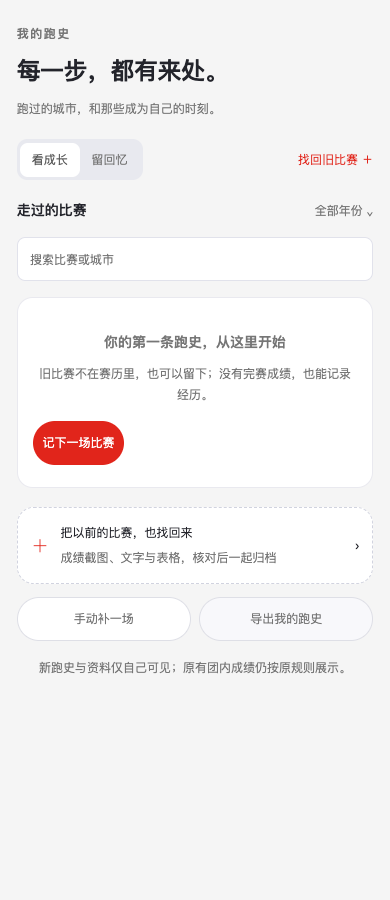 我的跑史
每一步，都有来处。
跑过的城市，和那些成为自己的时刻。
看成长 留回忆 找回旧比赛 +
走过的比赛 全部年份
搜索比赛或城市
你的第一条跑史，从这里开始
旧比赛不在赛历里，也可以留下；没有完赛成绩，也能记录
经历。
记下一场比赛
把以前的比赛，也找回来
成绩截图、文字与表格，核对后一起归档
手动补一场 导出我的跑史
新跑史与资料仅自己可见；原有团内成绩仍按原规则展示。